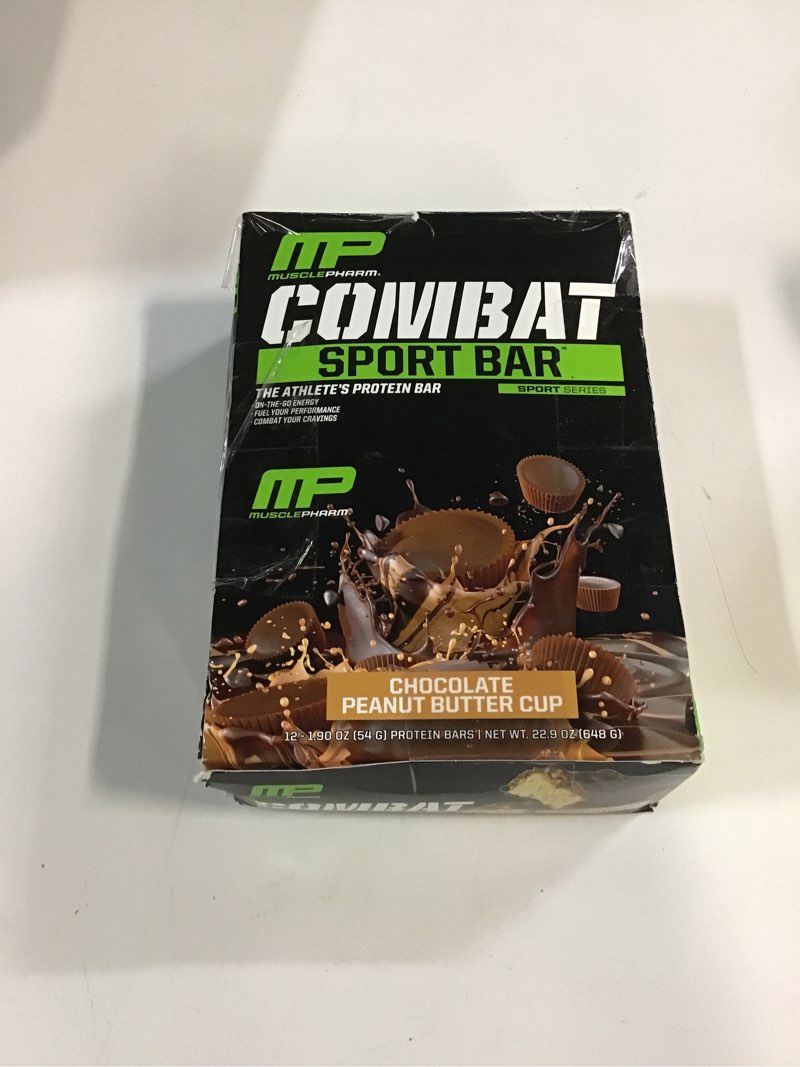 MP
MUSCLEPHARM®
COMBAT
SPORT BAR
THE ATHLETE'S PROTEIN BAR
SPORT SERIES
· ON-THE-GO ENERGY
· FUEL YOUR PERFORMANCE
· COMBAT YOUR CRAVINGS
MP
MUSCLEPHARM
CHOCOLATE
PEANUT BUTTER CUP
12 - 1.90 OZ (54 G) PROTEIN BARS | NET WT. 22.9 OZ (648 G)
MP
MUSCLEPHARM
COMBAT